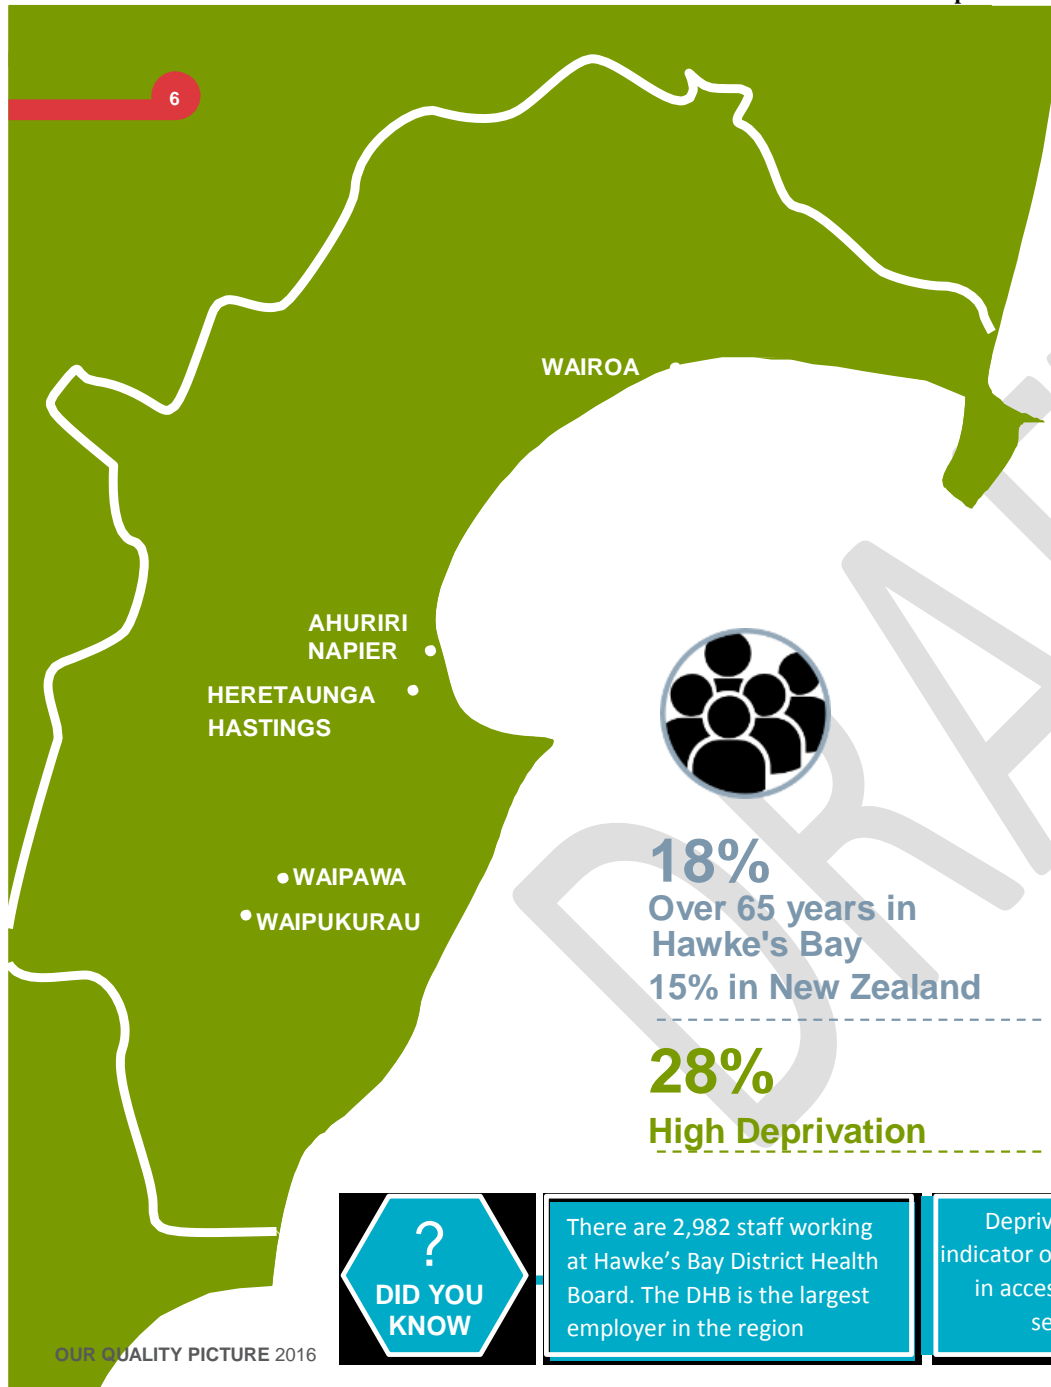 6
WAIROA
AHURIRI
NAPIER
HERETAUNGA
HASTINGS
WAIPAWA
WAIPUKURAU
18%
Over 65 years in
Hawke's Bay
15% in New Zealand
28%
High Deprivation
?
DID YOU
KNOW
There are 2,982 staff working
at Hawke’s Bay District Health
Board. The DHB is the largest
employer in the region
indicator
in
OUR QUALITY PICTURE 2016